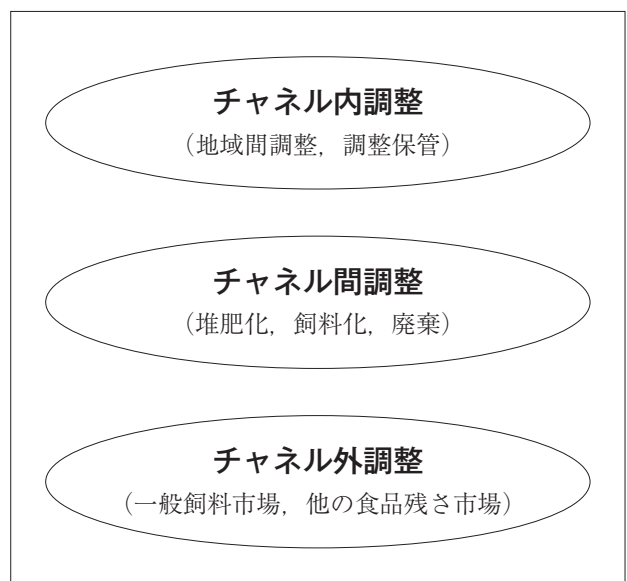 チャネル内調整
（地域間調整，調整保管）
チャネル間調整
（堆肥化，飼料化，廃棄）
チャネル外調整
（一般飼料市場，他の食品残さ市場）